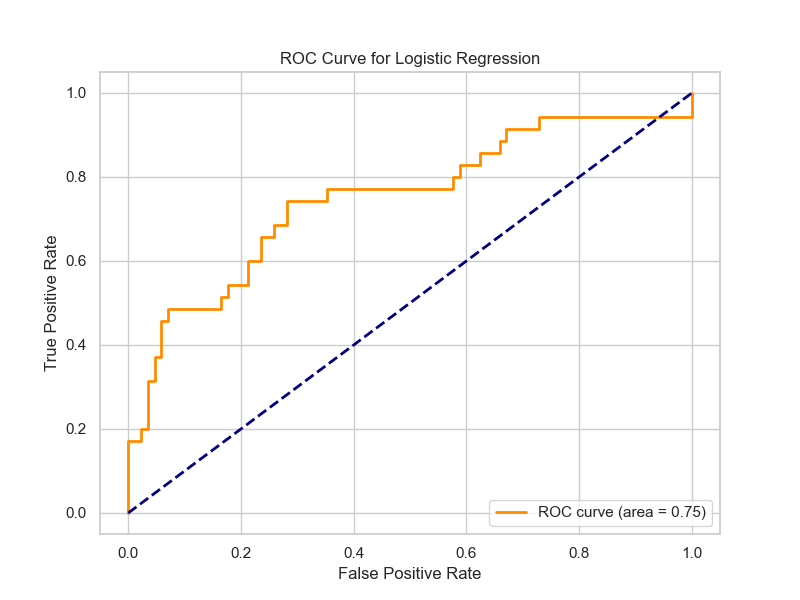 ROC Curve for Logistic Regression
1.0
0.8
0.6
0.4
0.2
0.0
True Positive Rate
ROC curve (area = 0.75)
0.0 0.2 0.4 0.6 0.8 1.0
False Positive Rate